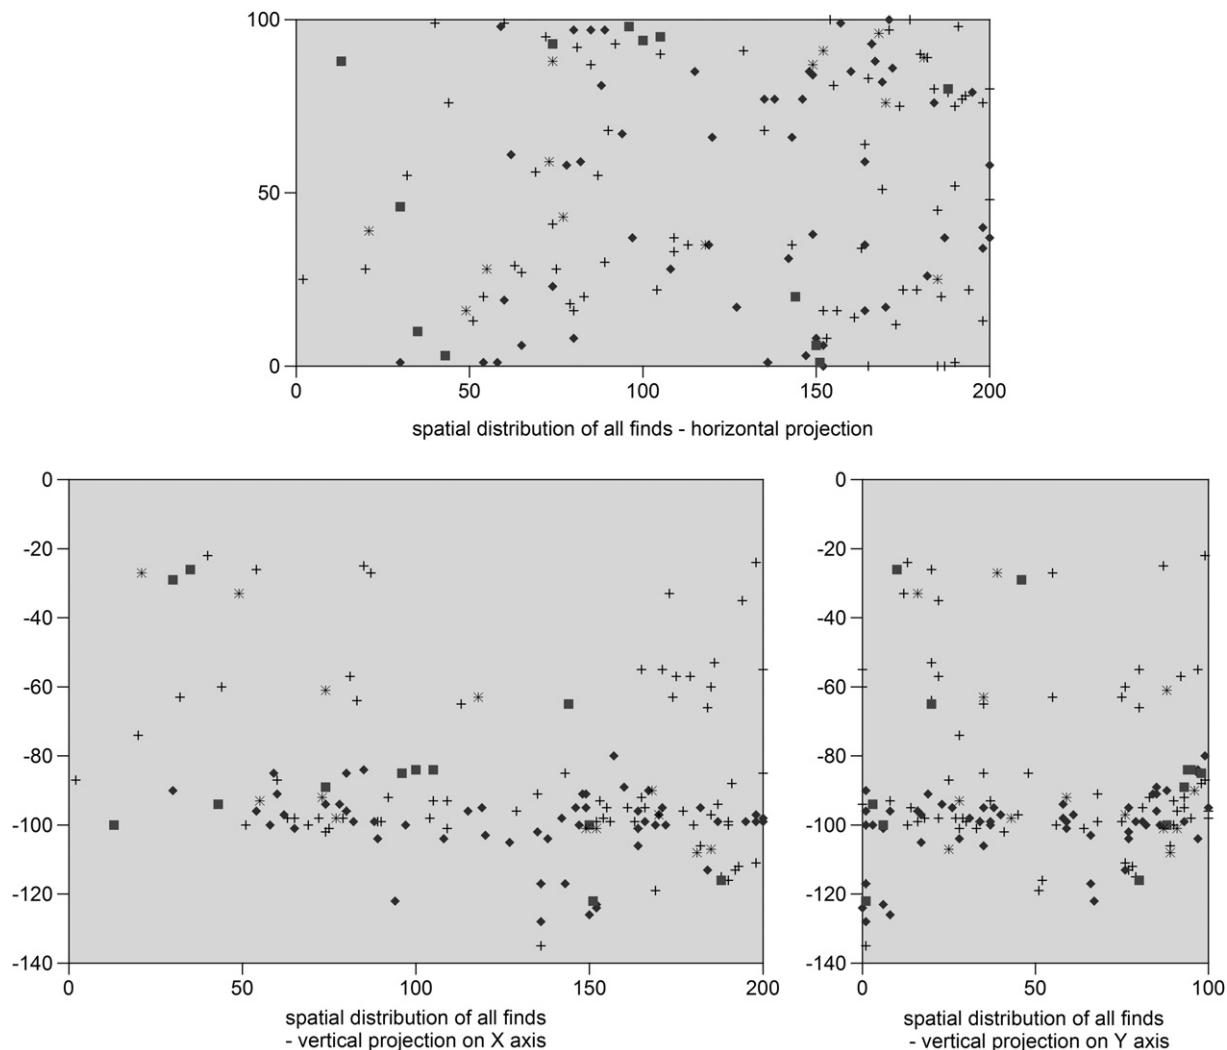 100
50
0
0 50 100 150 200
spatial distribution of all finds - horizontal projection
0
-20
-40
-60
-80
-100
-120
-140
0 50 100 150 200
spatial distribution of all finds
- vertical projection on X axis
0
-20
-40
-60
-80
-100
-120
-140
0 50 100
spatial distribution of all finds
- vertical projection on Y axis